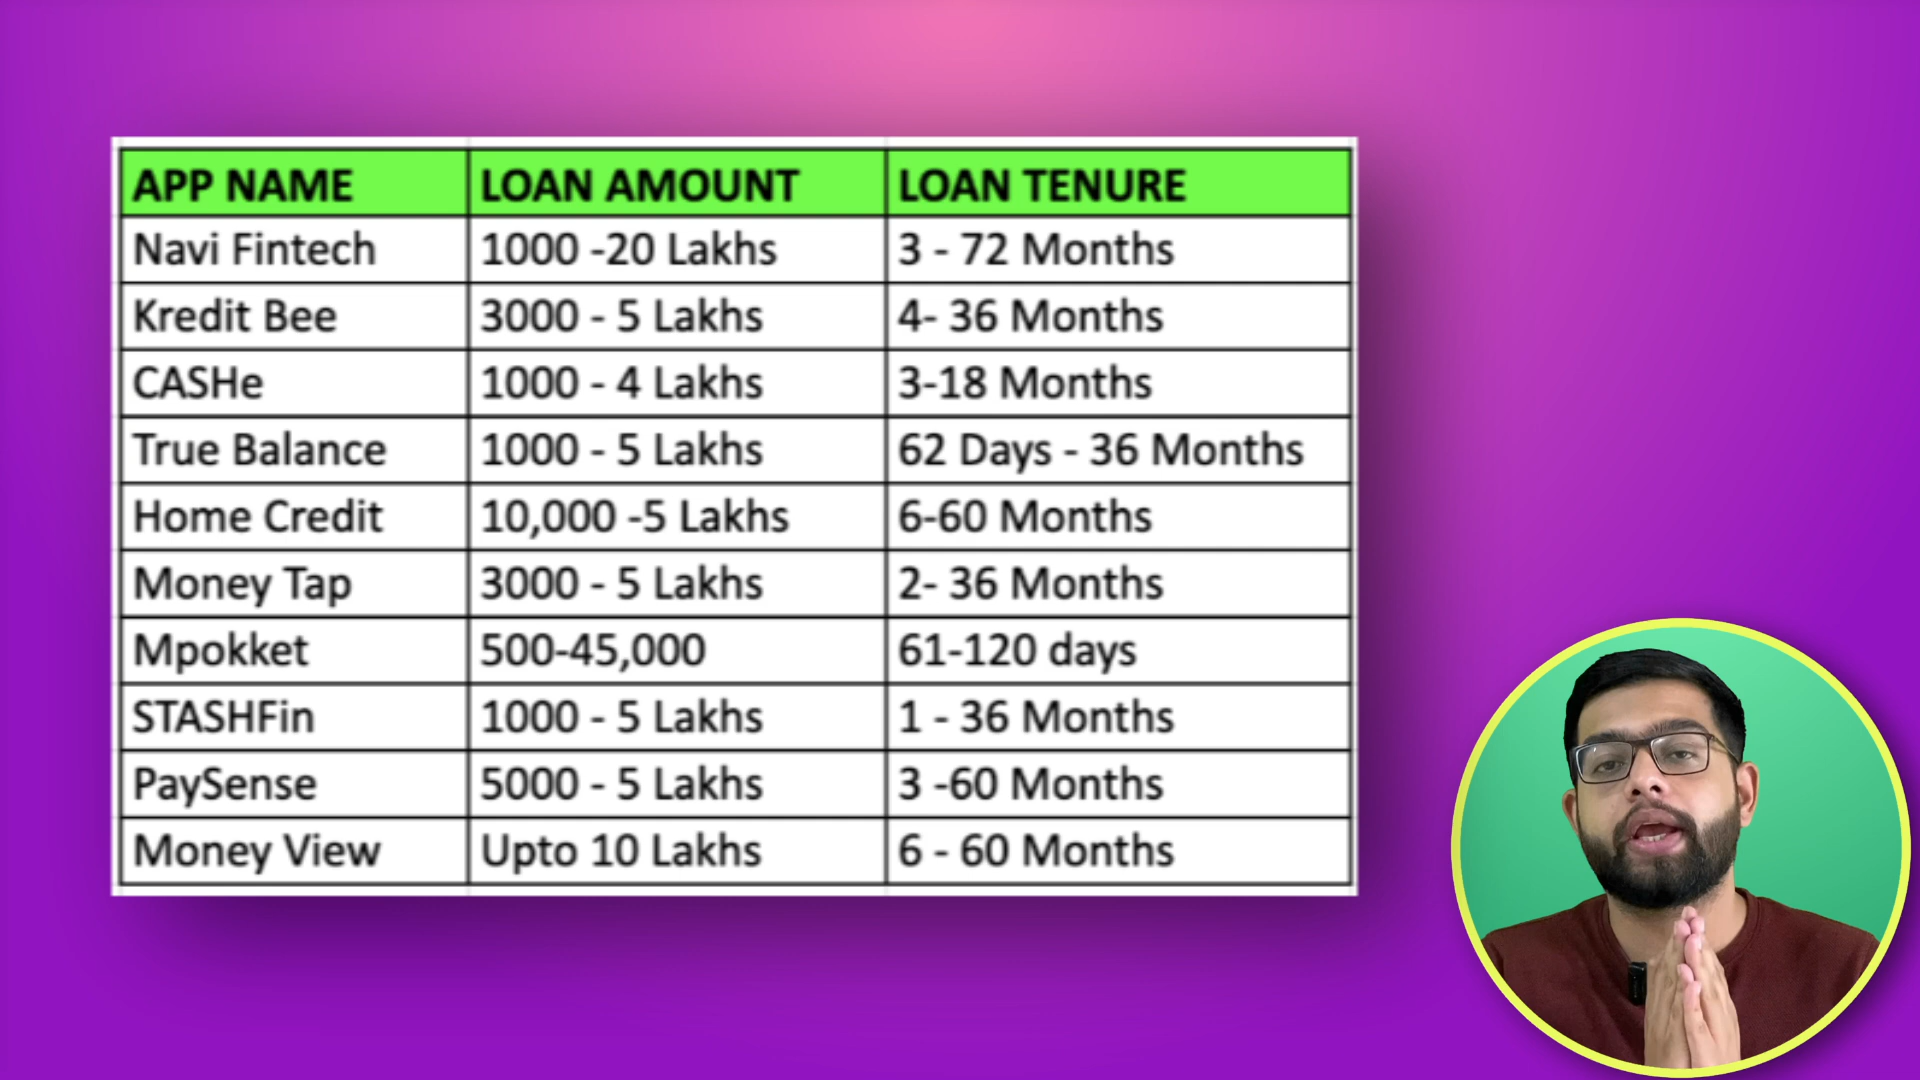 APP NAME LOAN AMOUNT LOAN TENURE
Navi Fintech 1000 -20 Lakhs 3 - 72 Months
Kredit Bee 3000 - 5 Lakhs 4- 36 Months
CASHe 1000 - 4 Lakhs 3-18 Months
True Balance 1000 - 5 Lakhs 62 Days - 36 Months
Home Credit 10,000 -5 Lakhs 6-60 Months
Money Tap 3000 - 5 Lakhs 2- 36 Months
Mpokket 500-45,000 61-120 days
STASHFin 1000 - 5 Lakhs 1 - 36 Months
PaySense 5000 - 5 Lakhs 3 -60 Months
Money View Upto 10 Lakhs 6 - 60 Months